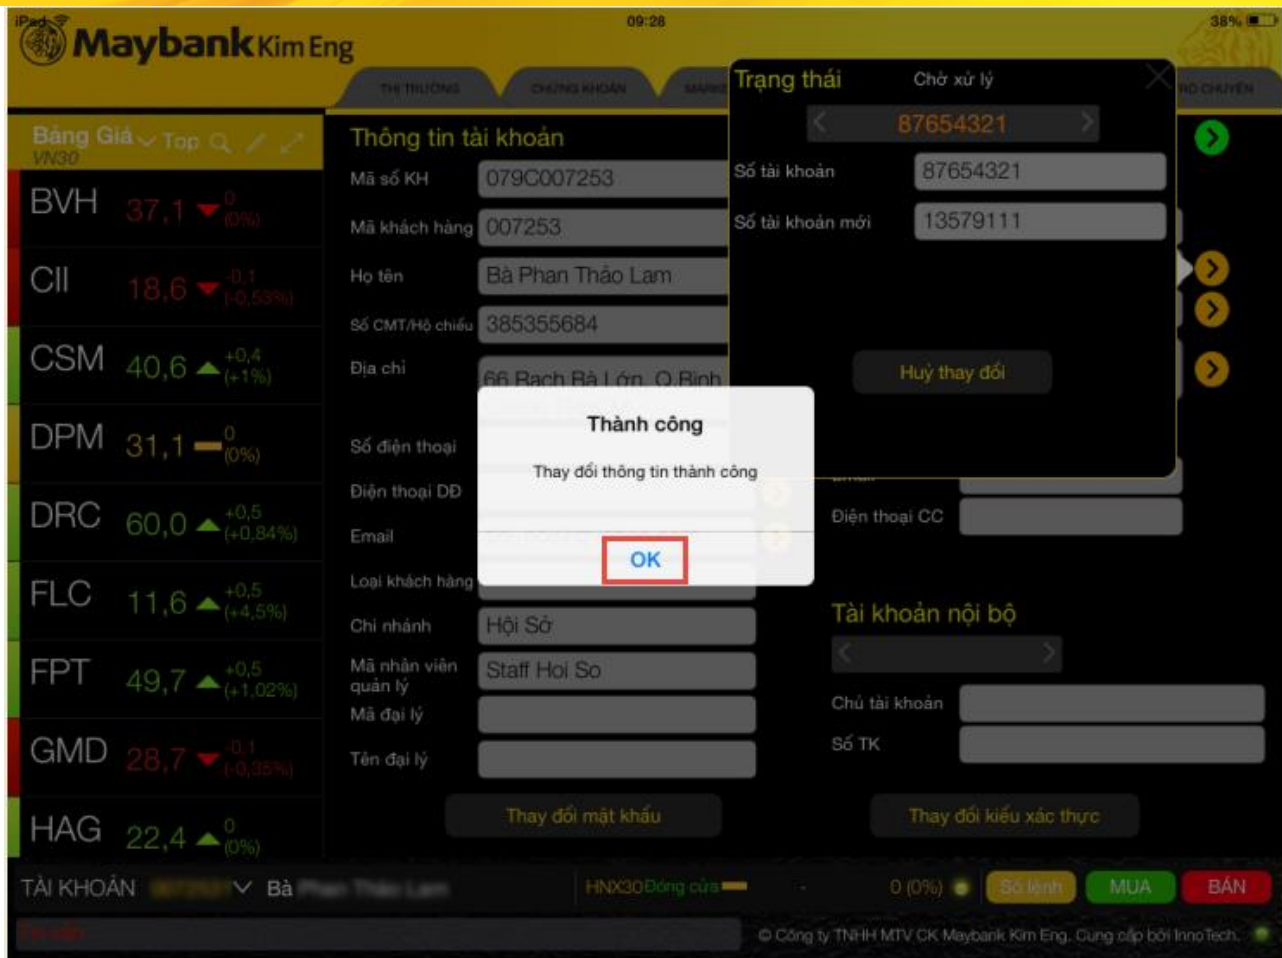 iPad
09:28
38%
Maybank Kim Eng
THỊ TRƯỜNG
CHỨNG KHOÁN
Bảng Giá Top
VN30
BVH 37,1 0 (0%)
CII 18,6 -0,1 (-0,53%)
CSM 40,6 +0,4 (+1%)
DPM 31,1 0 (0%)
DRC 60,0 +0,5 (+0,84%)
FLC 11,6 +0,5 (+4,5%)
FPT 49,7 +0,5 (+1,02%)
GMD 28,7 -0,1 (-0,35%)
HAG 22,4 0 (0%)
Thông tin tài khoản
Mã số KH 079C007253
Mã khách hàng 007253
Họ tên Bà Phan Thảo Lam
Số CMT/Hộ chiếu 385355684
Địa chỉ 66 Rạch Bà Lớn, Q.Bình
Số điện thoại
Điện thoại DĐ
Email
Loại khách hàng
Chi nhánh Hội Sở
Mã nhân viên
quản lý
Staff Hoi So
Mã đại lý
Tên đại lý
Thay đổi mật khẩu
Trạng thái Chờ xử lý
87654321
Số tài khoản 87654321
Số tài khoản mới 13579111
Huỷ thay đổi
Thành công
Thay đổi thông tin thành công
OK
Điện thoại CC
Tài khoản nội bộ
Chủ tài khoản
Số TK
Thay đổi kiểu xác thực
TÀI KHOẢN Bà
HNX30 Đóng cửa - 0 (0%)
Sổ lệnh
MUA
BÁN
© Công ty TNHH MTV CK Maybank Kim Eng. Cung cấp bởi InnoTech.